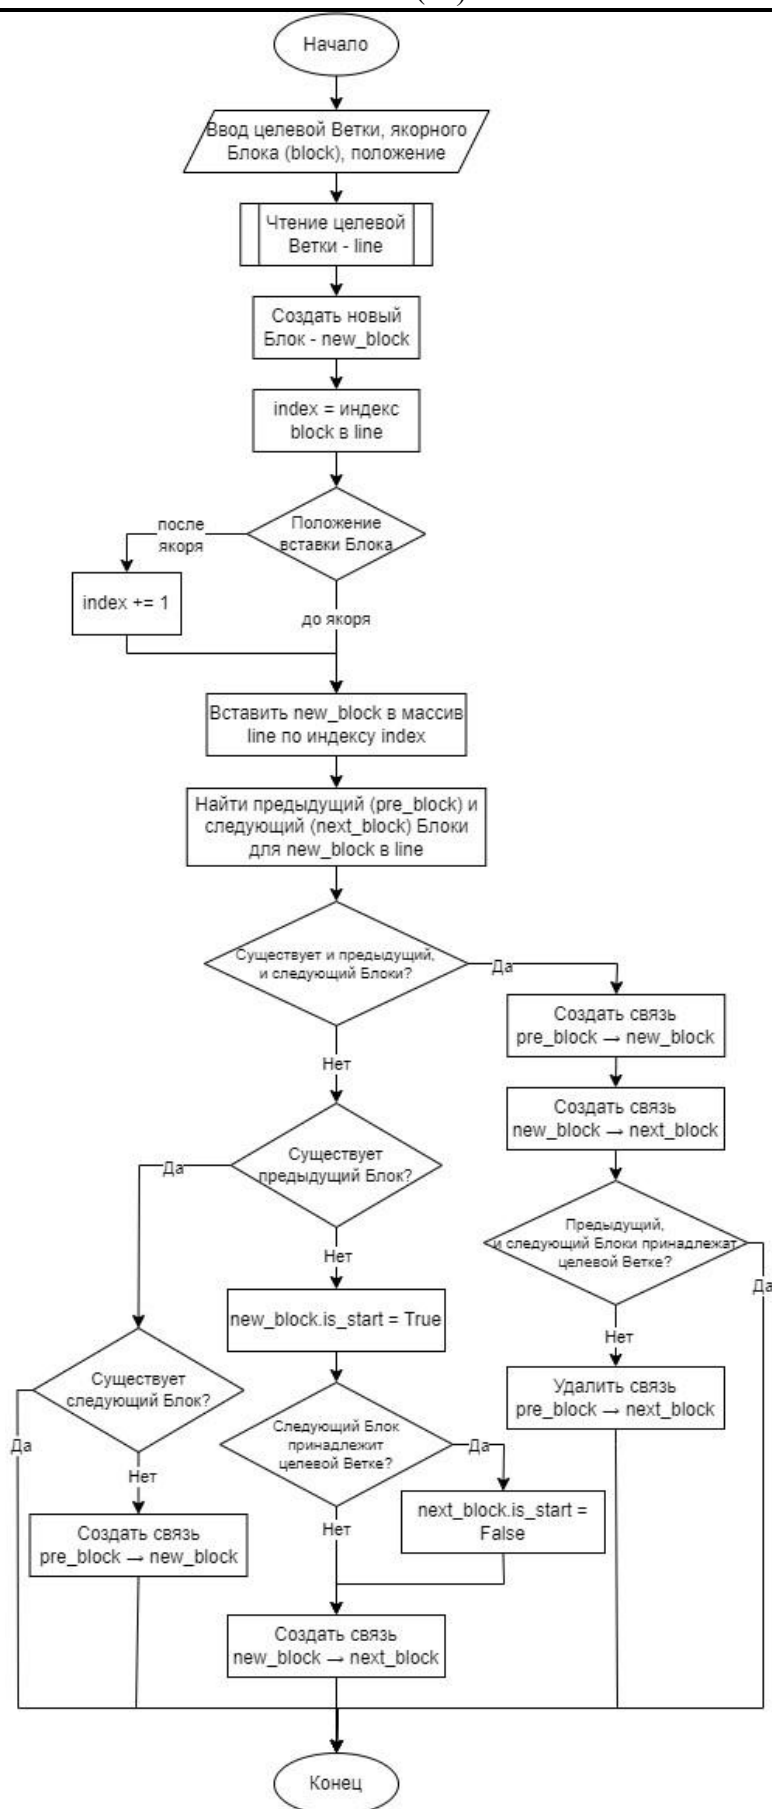 Начало
Ввод целевой Ветки, якорного
Блока (block), положение
Чтение целевой
Ветки - line
Создать новый
Блок - new_block
index = индекс
block в line
Положение
вставки Блока
после
якоря
index += 1
до якоря
Вставить new_block в массив
line по индексу index
Найти предыдущий (pre_block) и
следующий (next_block) Блоки
для new_block в line
Существует и предыдущий,
и следующий Блоки?
Да
Создать связь
pre_block → new_block
Нет
Создать связь
new_block → next_block
Существует
предыдущий Блок?
Да
Предыдущий,
и следующий Блоки принадлежат
целевой Ветке?
Нет
Да
new_block.is_start = True
Нет
Существует
следующий Блок?
Удалить связь
pre_block → next_block
Следующий Блок
принадлежит
целевой Ветке?
Да
Да
Нет
next_block.is_start =
False
Нет
Создать связь
pre_block → new_block
Создать связь
new_block → next_block
Конец